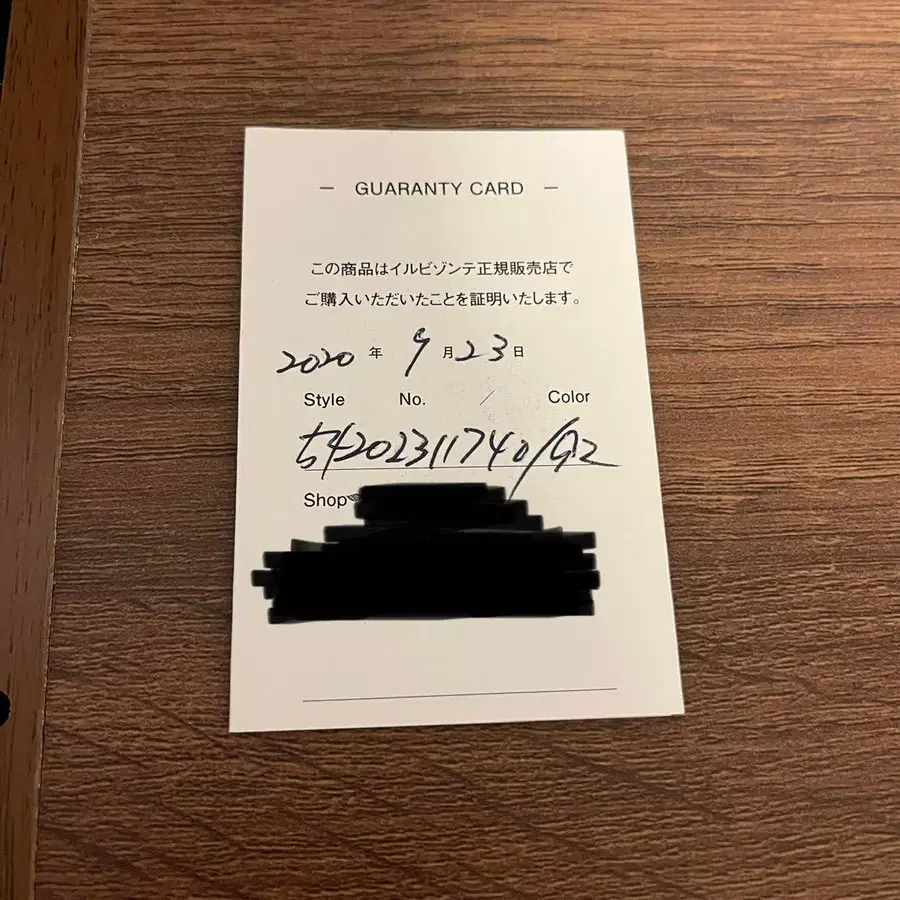 — GUARANTY CARD —
この商品はイルビゾンテ正規販売店で
ご購入いただいたことを証明いたします。
2020 年 9 月 23 日
Style No. / Color
54202311740/92
Shop